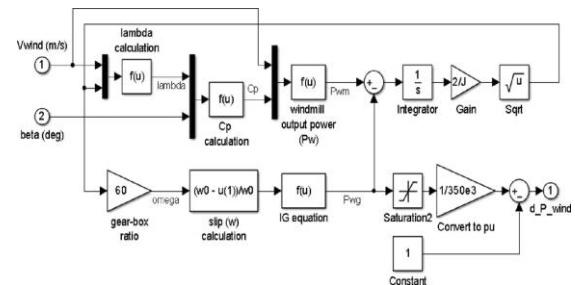 Vwind (m/s)
1
lambda
calculation
f(u)
lambda
2
beta (deg)
f(u)
Cp
calculation
Cp
f(u)
windmill
output power
(Pw)
Pwm
1
s
Integrator
2/J
Gain
√u
Sqrt
60
gear-box
ratio
omega
(w0 - u(1))/w0
slip (w)
calculation
f(u)
IG equation
Pwg
Saturation2
1/350e3
Convert to pu
1
Constant
1
d_P_wind